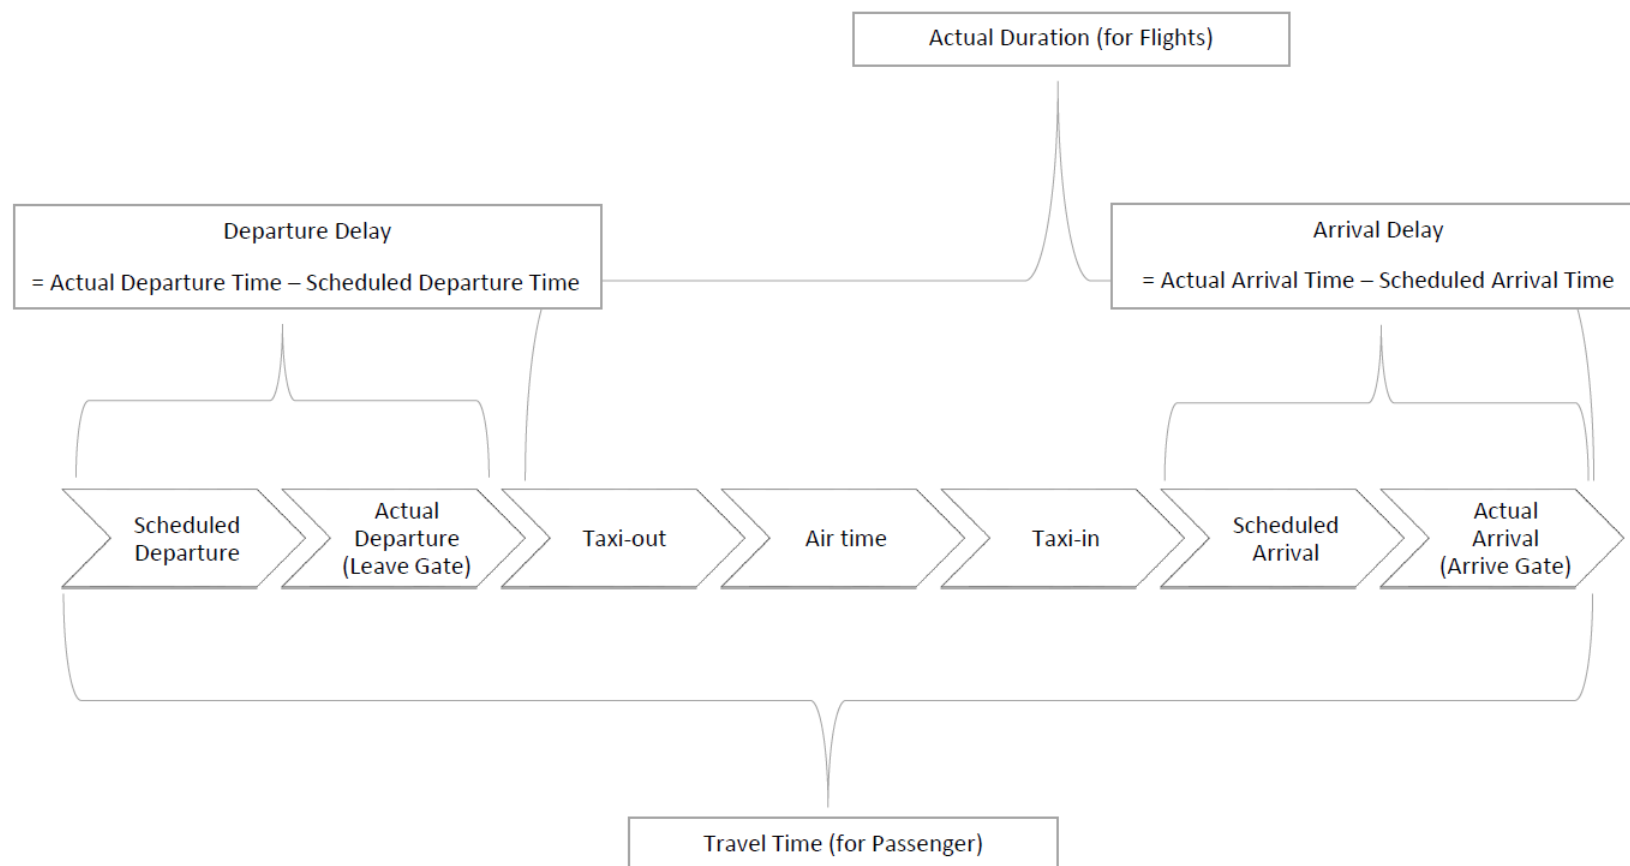 Actual Duration (for Flights)
Departure Delay
= Actual Departure Time – Scheduled Departure Time
Arrival Delay
= Actual Arrival Time – Scheduled Arrival Time
Scheduled
Departure
Actual
Departure
(Leave Gate)
Taxi-out
Air time
Taxi-in
Scheduled
Arrival
Actual
Arrival
(Arrive Gate)
Travel Time (for Passenger)